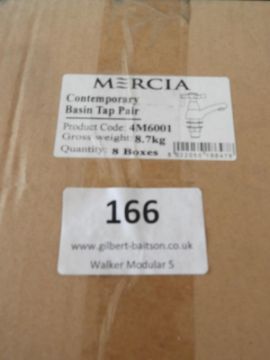 MERCIA
Contemporary
Basin Tap Pair
Product Code: 4M6001
Gross weight: 8.7kg
Quantity: 8 Boxes
166
www.gilbert-baitson.co.uk
Walker Modular 5